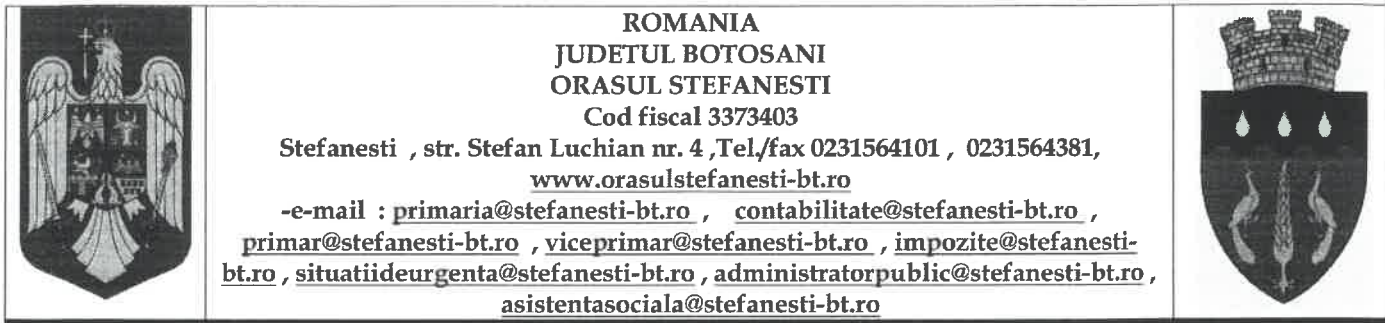 ROMANIA
JUDETUL BOTOSANI
ORASUL STEFANESTI
Cod fiscal 3373403
Stefanesti , str. Stefan Luchian nr. 4 ,Tel./fax 0231564101 , 0231564381,
www.orasulstefanesti-bt.ro
-e-mail : primaria@stefanesti-bt.ro , contabilitate@stefanesti-bt.ro ,
primar@stefanesti-bt.ro , viceprimar@stefanesti-bt.ro , impozite@stefanesti-
bt.ro , situatiideurgenta@stefanesti-bt.ro , administratorpublic@stefanesti-bt.ro ,
asistentasociala@stefanesti-bt.ro